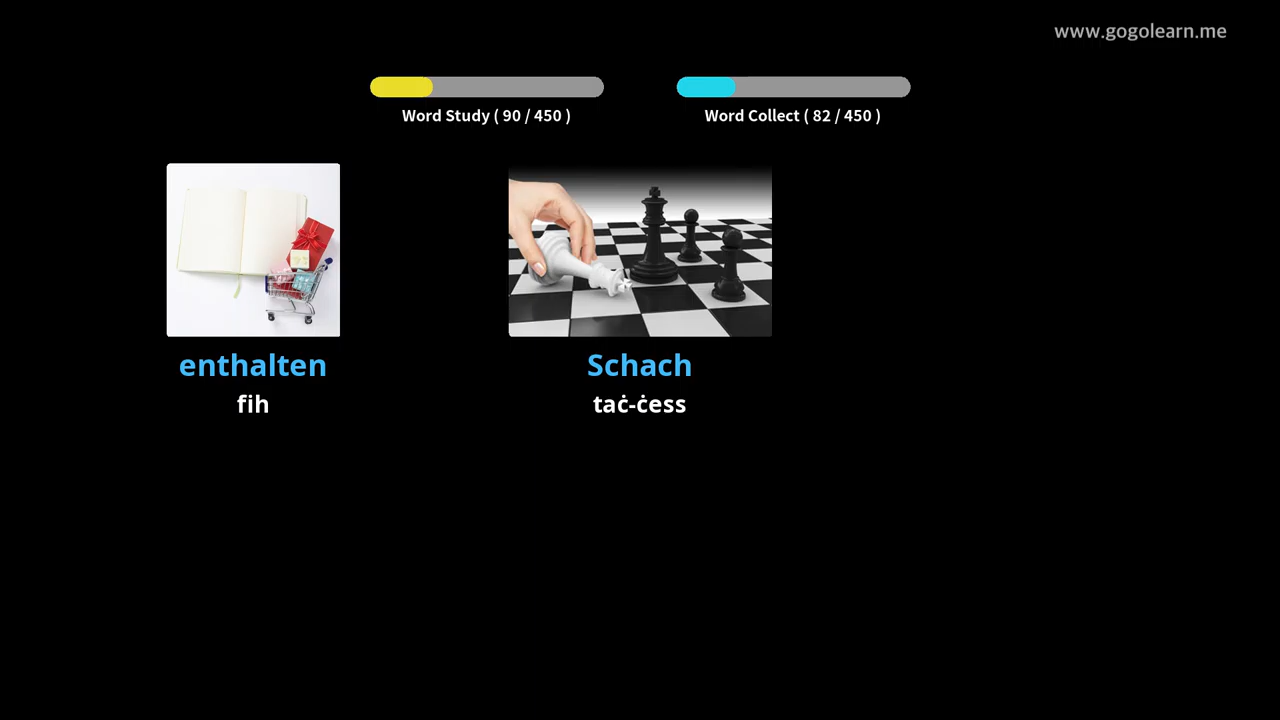 www.gogolearn.me
Word Study ( 90 / 450 )
Word Collect ( 82 / 450 )
enthalten
fih
Schach
taċ-ċess